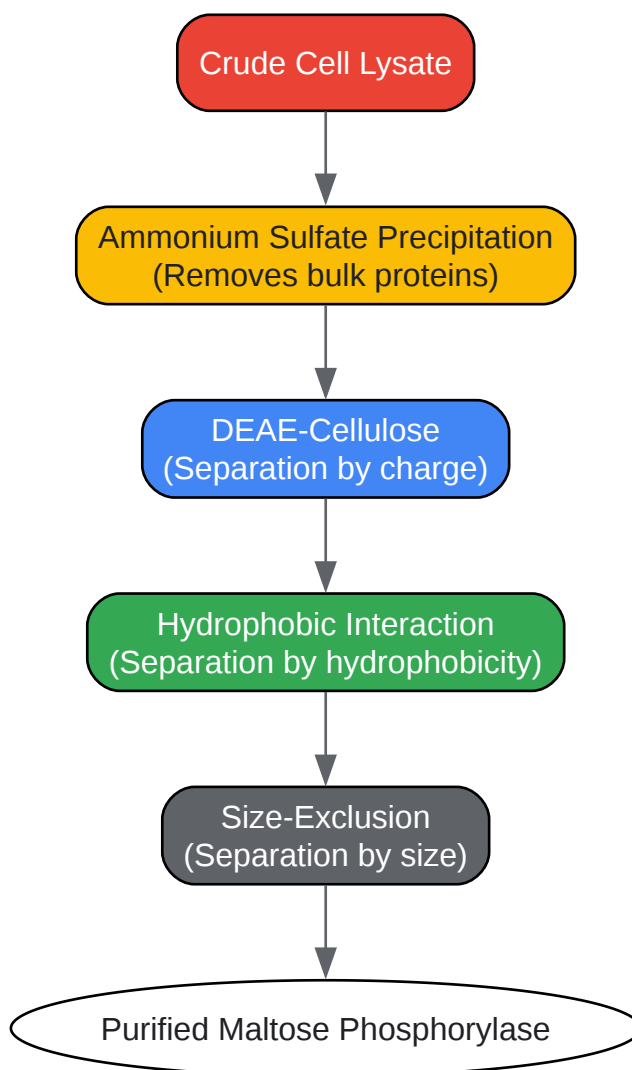 Crude Cell Lysate
Ammonium Sulfate Precipitation
(Removes bulk proteins)
DEAE-Cellulose
(Separation by charge)
Hydrophobic Interaction
(Separation by hydrophobicity)
Size-Exclusion
(Separation by size)
Purified Maltose Phosphorylase